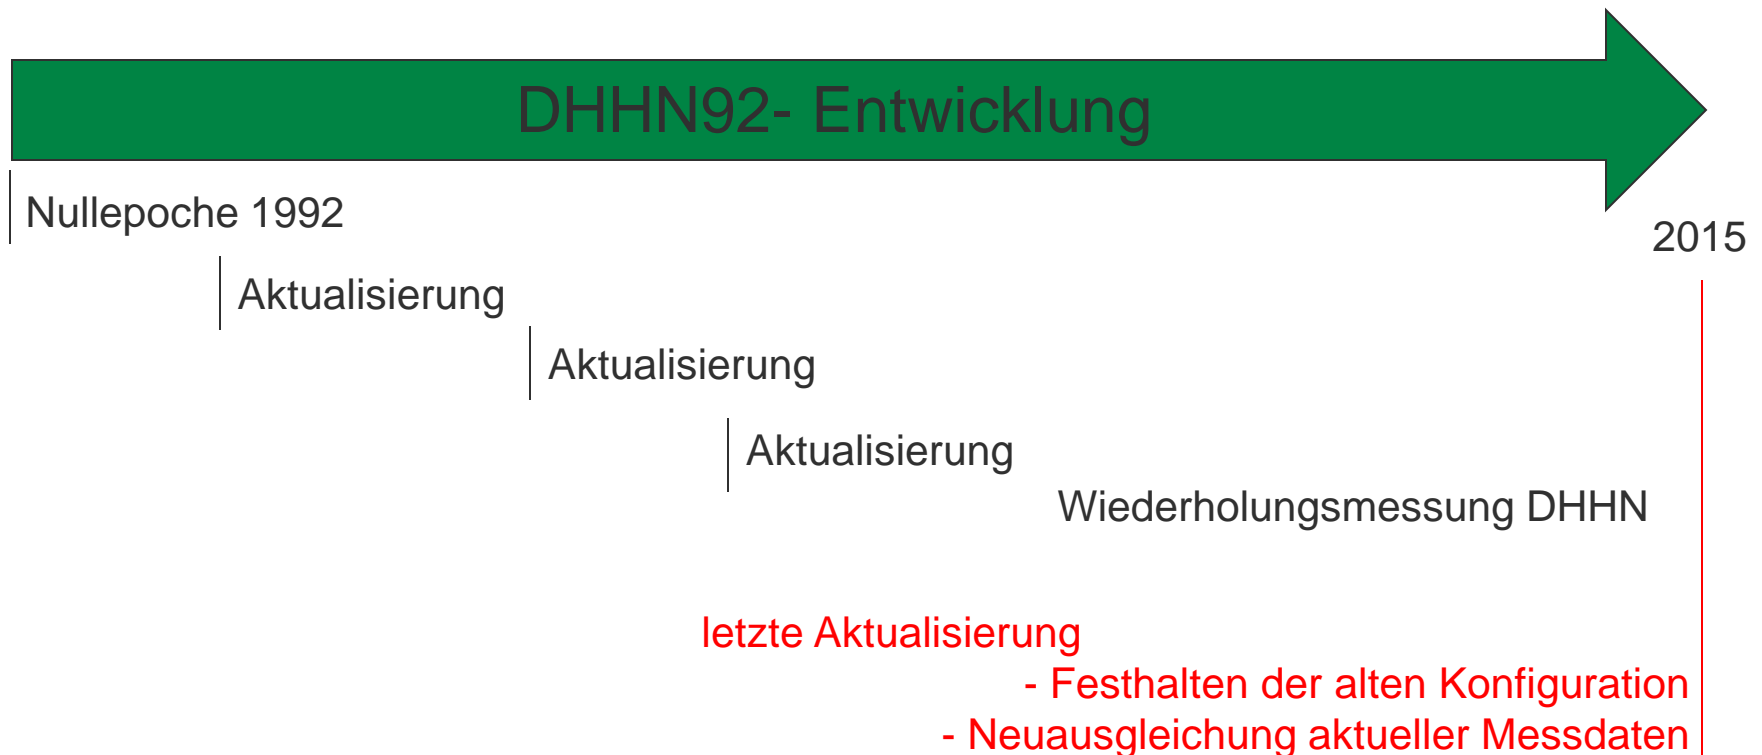 DHHN92- Entwicklung
Nullepoche 1992
2015
Aktualisierung
Aktualisierung
Aktualisierung
Wiederholungsmessung DHHN
letzte Aktualisierung
- Festhalten der alten Konfiguration
- Neuausgleichung aktueller Messdaten